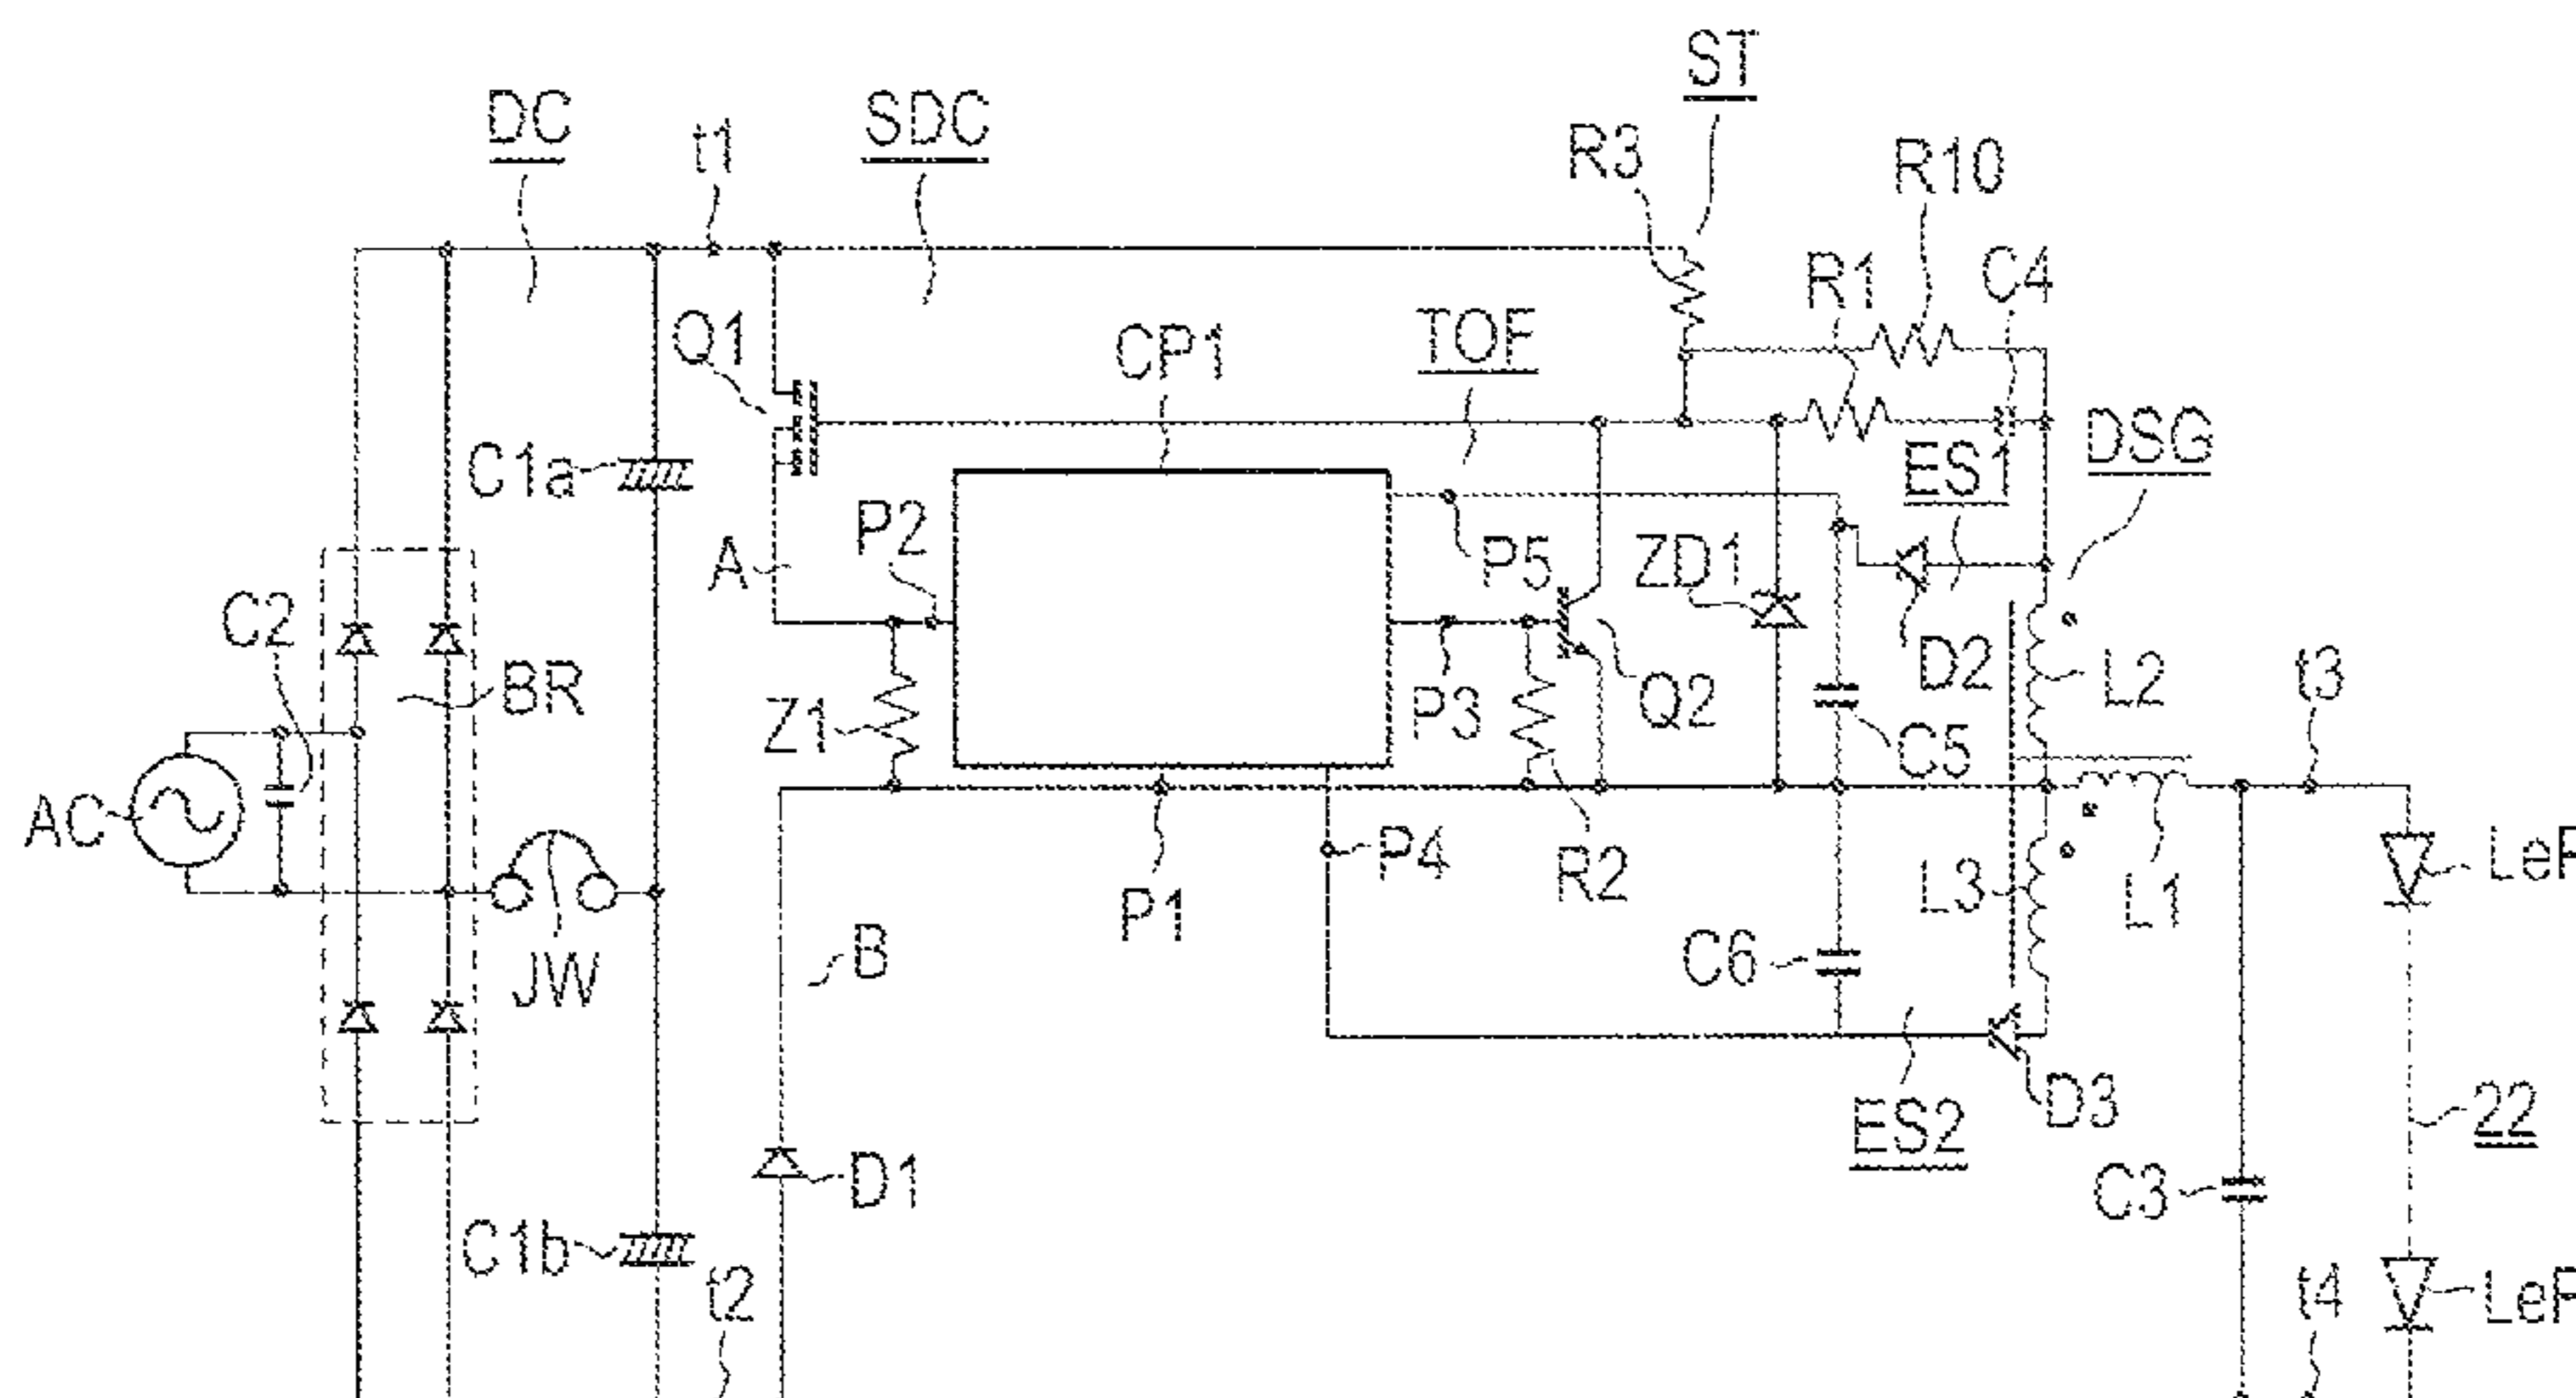 ST
DC
t1
SDC
R3
R10
R1
C4
Q1
CP1
TOF
C1a
ES1
DSG
P2
A
P5
ZD1
C2
BR
Z1
P3
Q2
C5
D2
L2
t3
AC
P4
R2
P1
L3
L1
LeP
JW
B
C6
D3
22
ES2
D1
C3
C1b
t2
t4
LeP